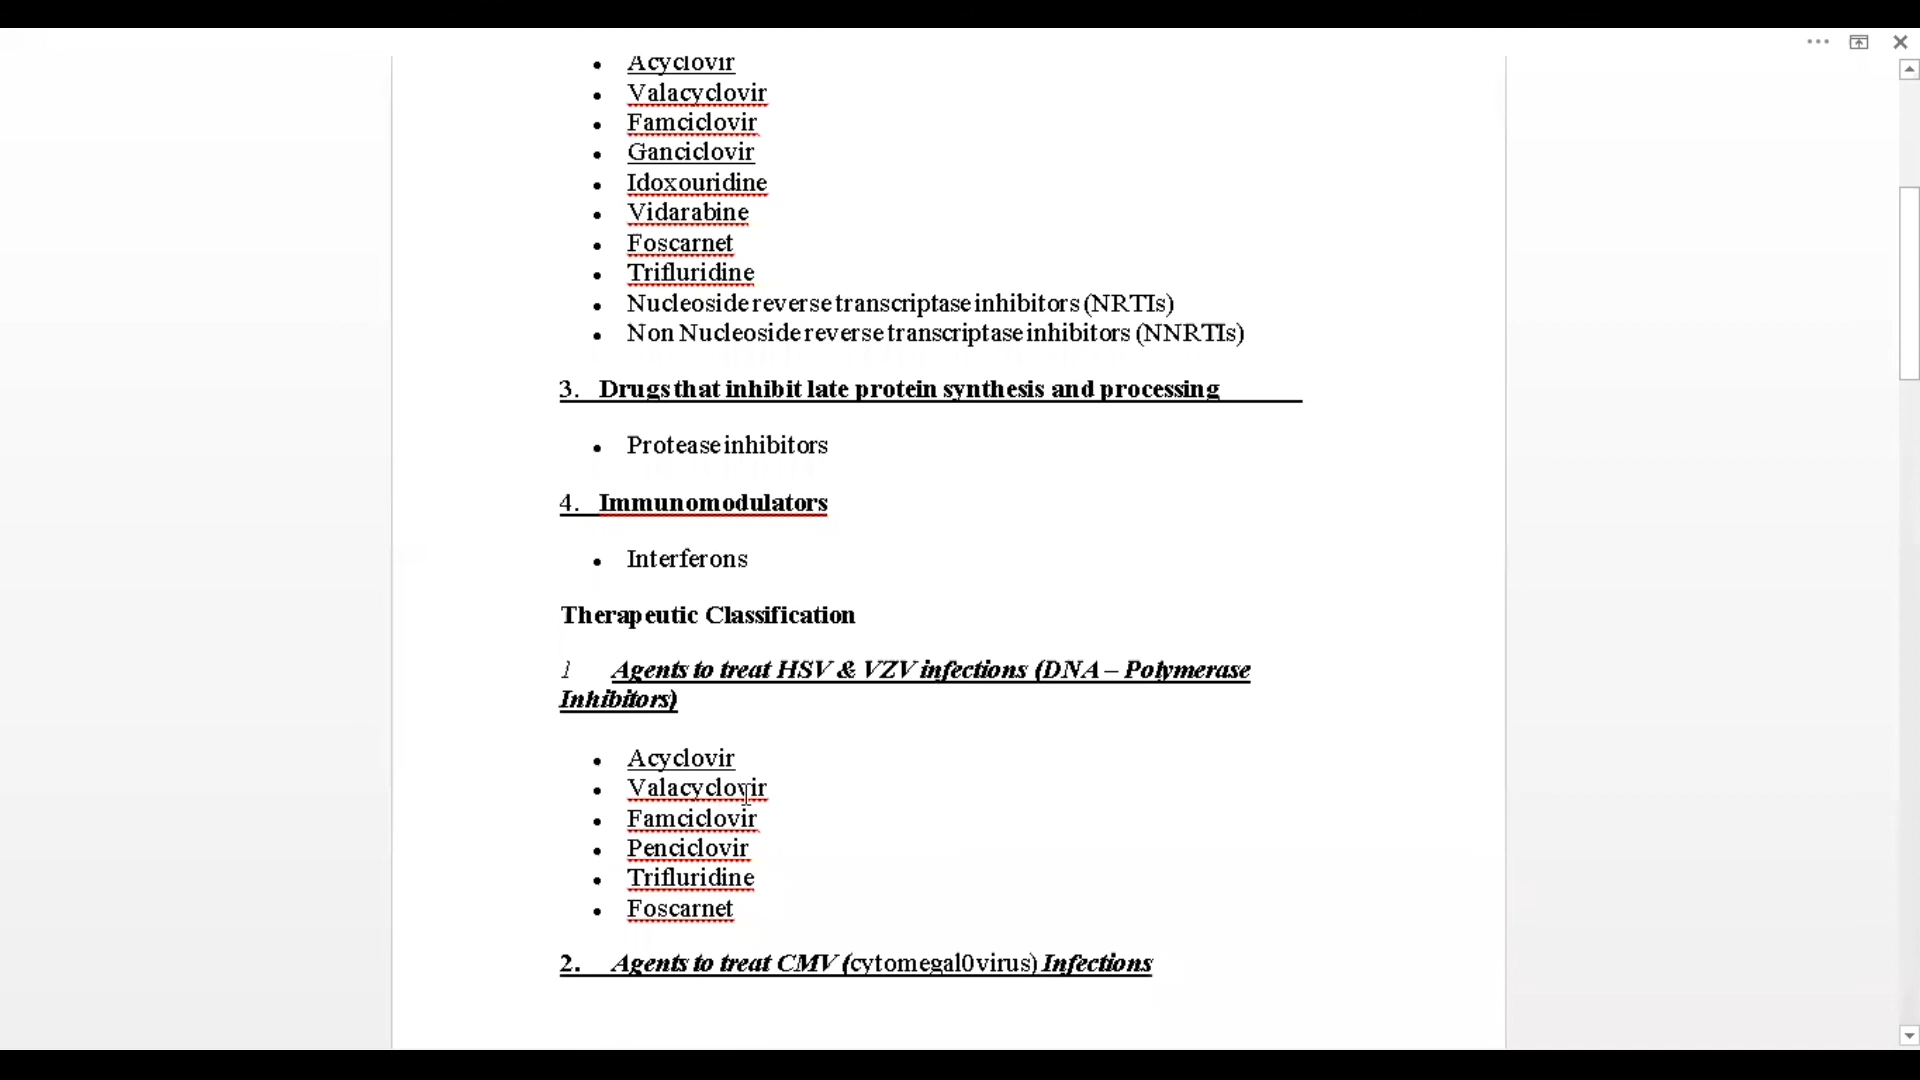 • Acyclovir
• Valacyclovir
• Famciclovir
• Ganciclovir
• Idoxouridine
• Vidarabine
• Foscarnet
• Trifluridine
• Nucleoside reverse transcriptase inhibitors (NRTIs)
• Non Nucleoside reverse transcriptase inhibitors (NNRTIs)
3. Drugs that inhibit late protein synthesis and processing
• Protease inhibitors
4. Immunomodulators
• Interferons
Therapeutic Classification
1 Agents to treat HSV & VZV infections (DNA – Polymerase
Inhibitors)
• Acyclovir
• Valacyclovir
• Famciclovir
• Penciclovir
• Trifluridine
• Foscarnet
2. Agents to treat CMV (cytomegal0virus) Infections